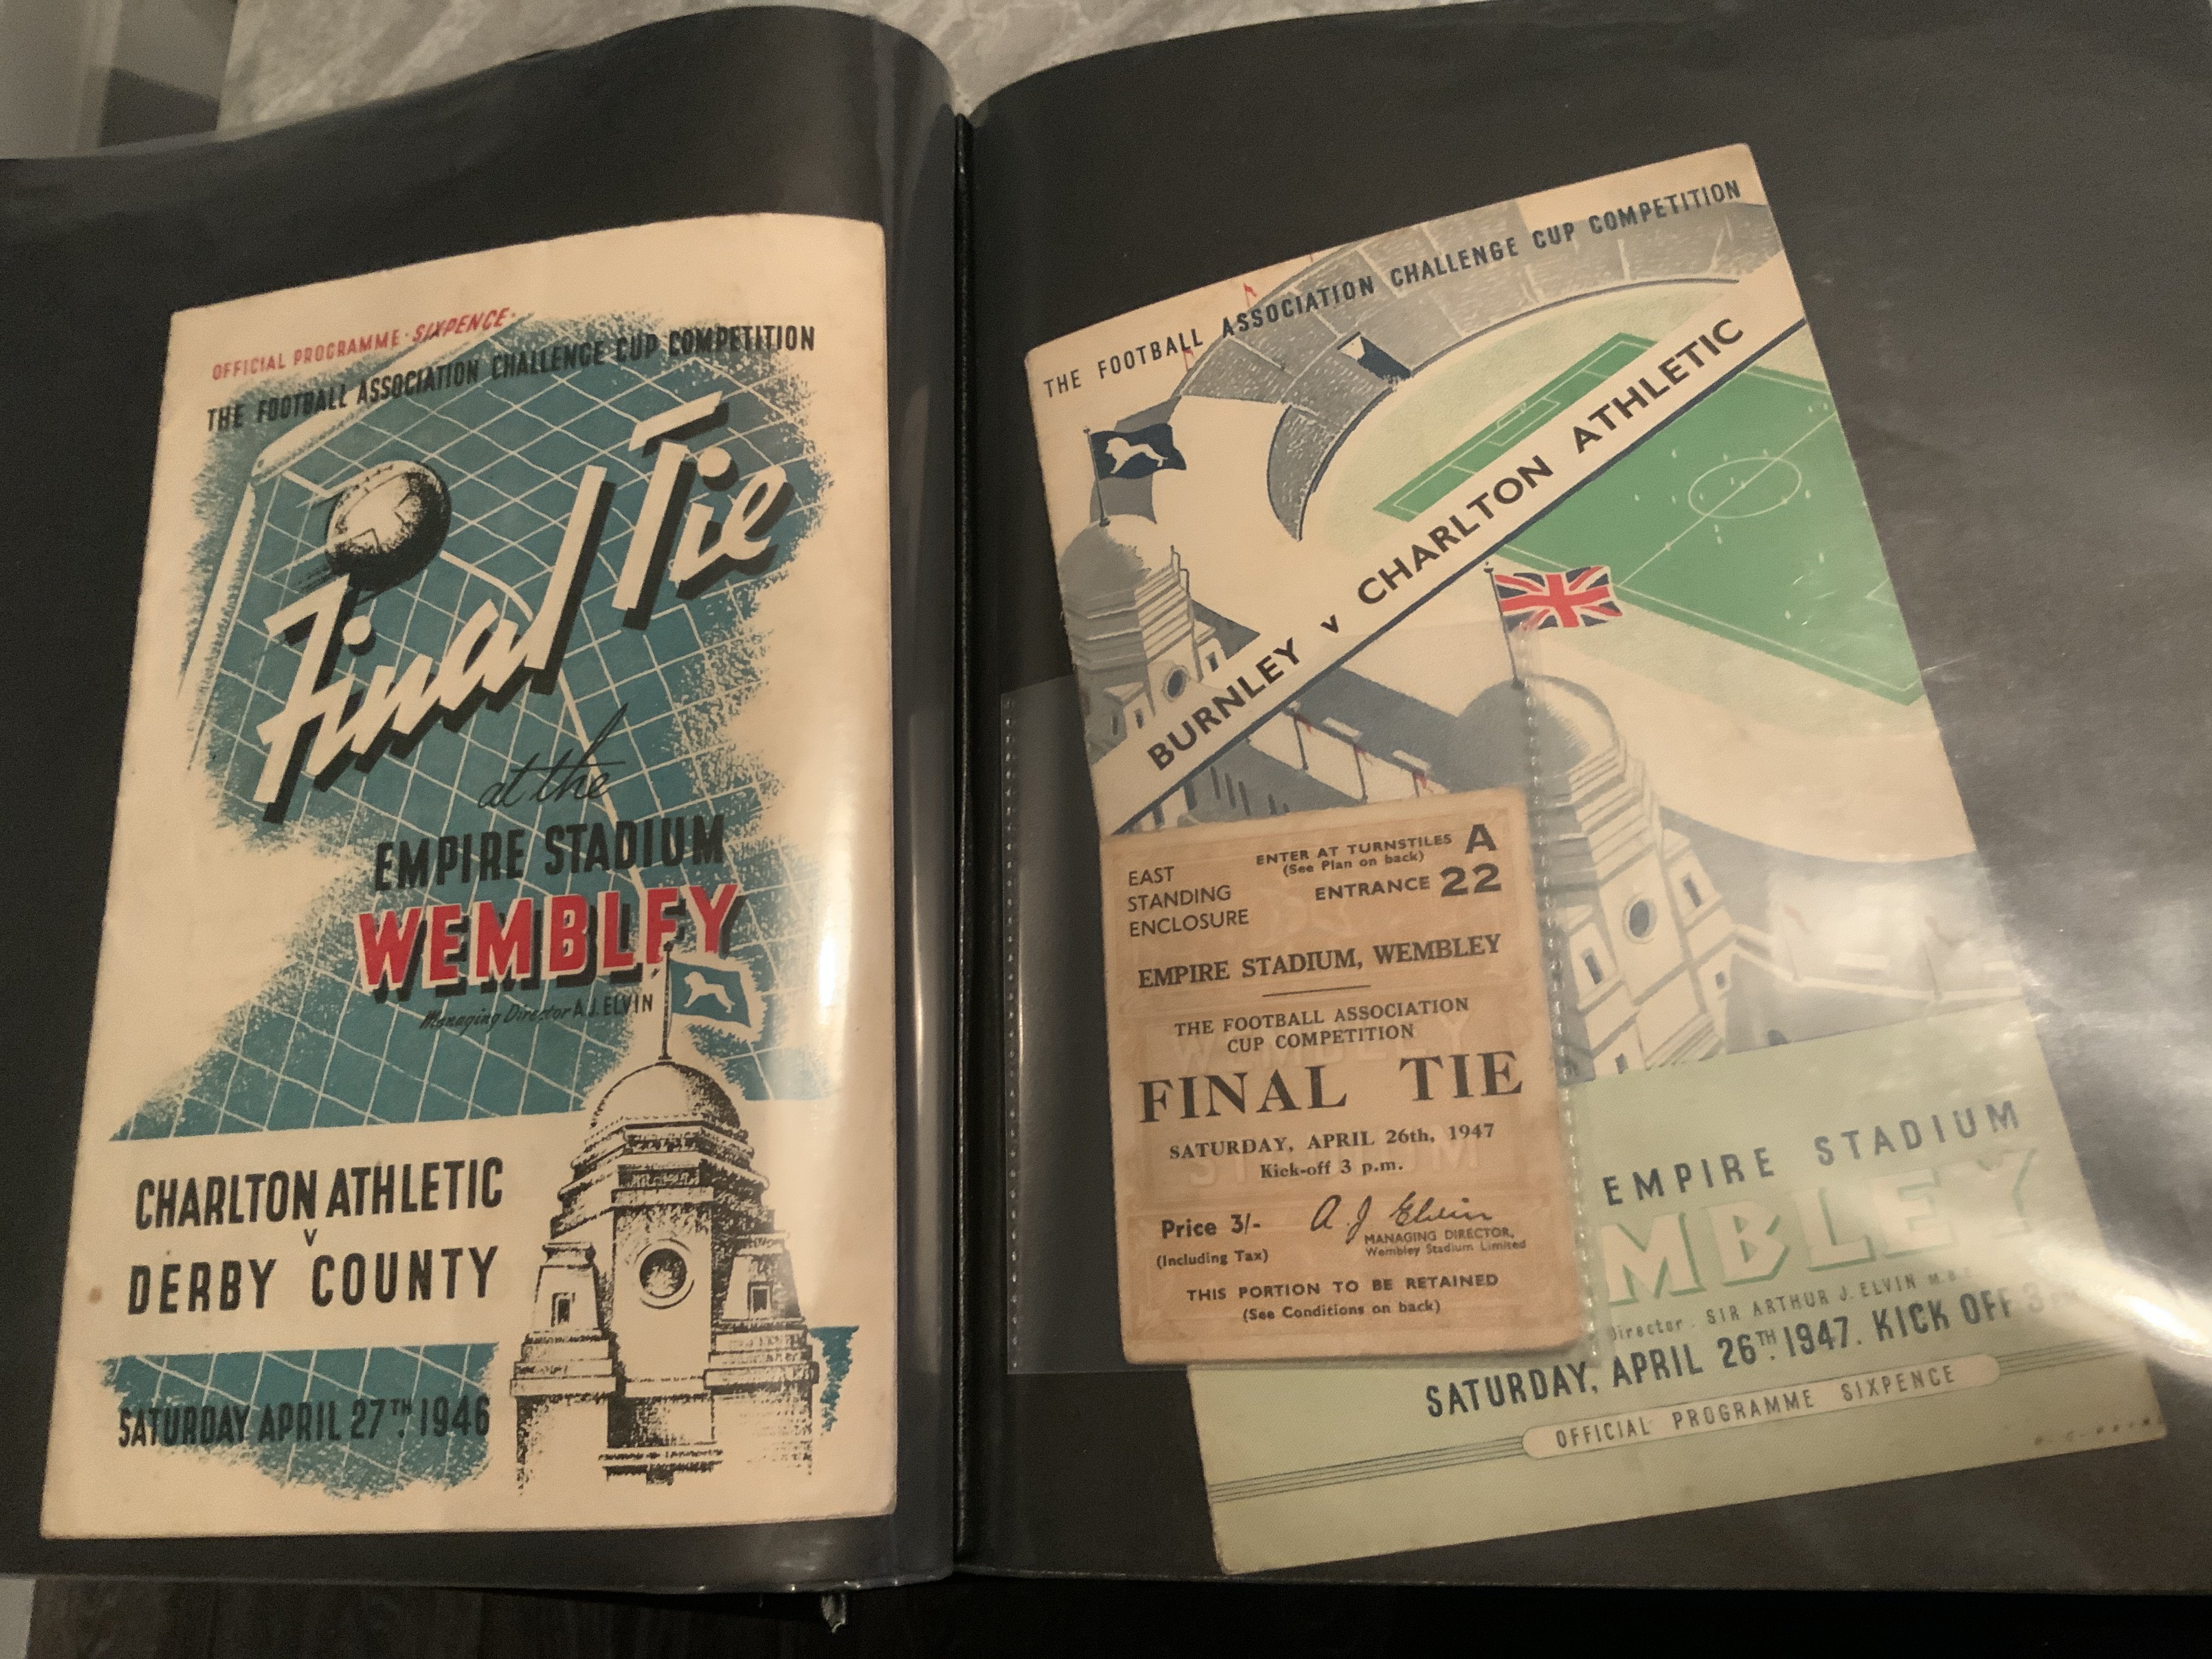 OFFICIAL PROGRAMME · SIXPENCE ·
THE FOOTBALL ASSOCIATION CHALLENGE CUP COMPETITION
Final Tie
at the
EMPIRE STADIUM
WEMBLEY
Managing Director A.J. ELVIN
CHARLTON ATHLETIC
v
DERBY COUNTY
SATURDAY APRIL 27TH. 1946
THE FOOTBALL ASSOCIATION CHALLENGE CUP COMPETITION
BURNLEY v CHARLTON ATHLETIC
EAST
STANDING
ENCLOSURE
ENTER AT TURNSTILES A
(See Plan on back)
ENTRANCE 22
EMPIRE STADIUM, WEMBLEY
THE FOOTBALL ASSOCIATION
CUP COMPETITION
FINAL TIE
SATURDAY, APRIL 26th, 1947
Kick-off 3 p.m.
Price 3/-
(Including Tax)
A. J. Elvin
MANAGING DIRECTOR,
Wembley Stadium Limited
THIS PORTION TO BE RETAINED
(See Conditions on back)
EMPIRE STADIUM
MBLEY
Director . SIR ARTHUR J. ELVIN
SATURDAY, APRIL 26TH. 1947. KICK OFF 3
OFFICIAL PROGRAMME SIXPENCE